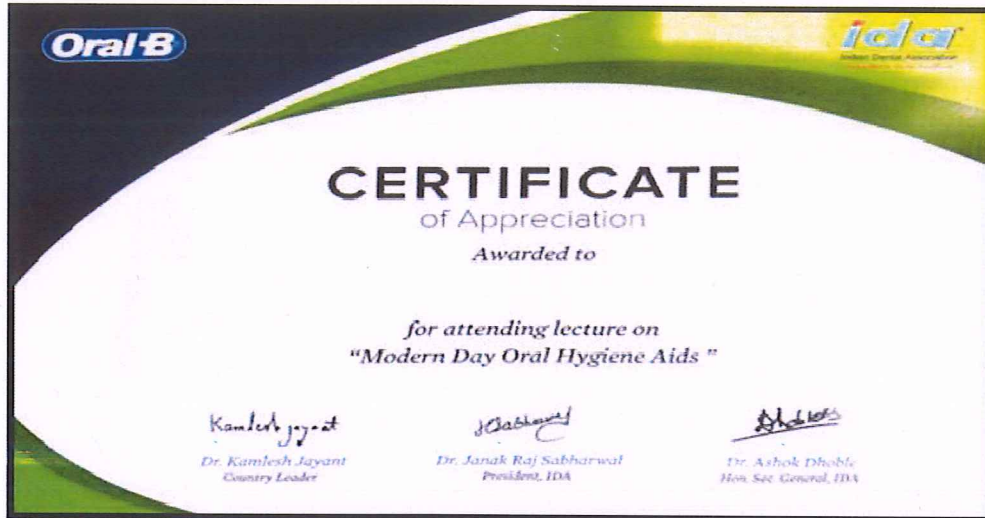 Oral-B
ida
Indian Dental Association
CERTIFICATE
of Appreciation
Awarded to
for attending lecture on
“Modern Day Oral Hygiene Aids ”
Kamlesh Jayant
Dr. Kamlesh Jayant
Country Leader
Dr. Janak Raj Sabharwal
President, IDA
Dr. Ashok Dhoble
Hon. Sec. General, IDA